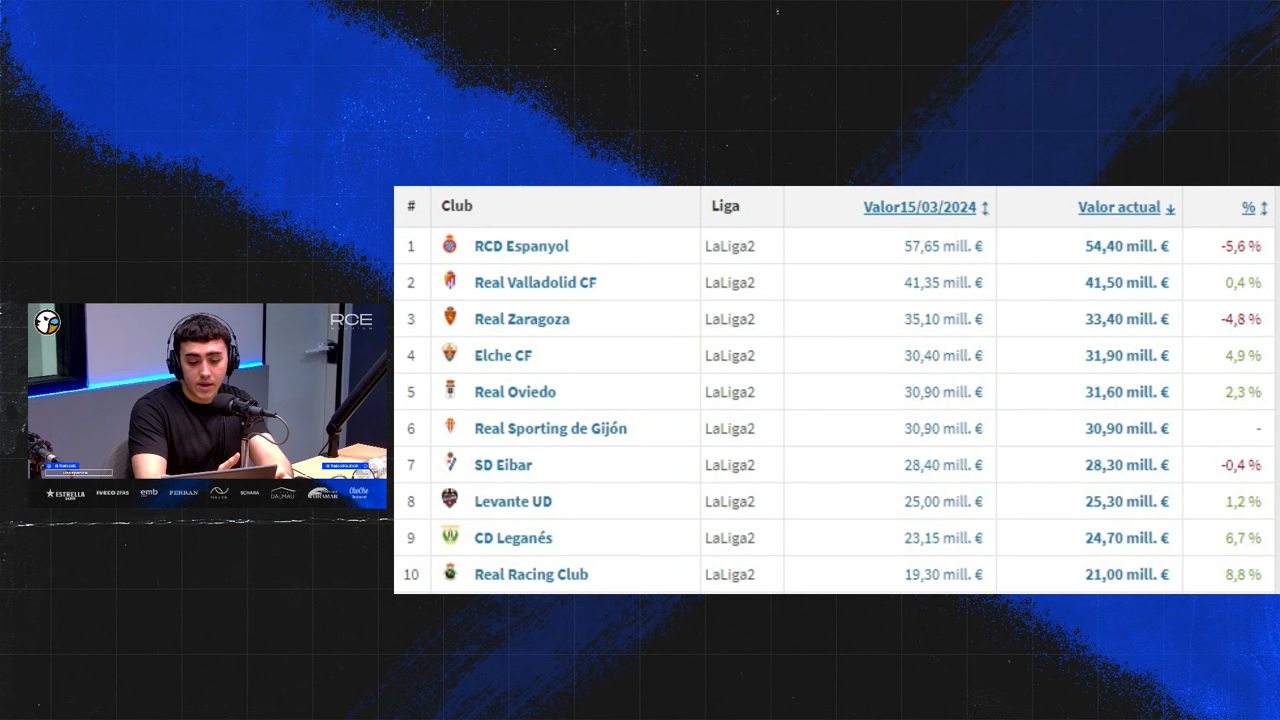 # Club Liga Valor15/03/2024 Valor actual %
1 RCD Espanyol LaLiga2 57,65 mill. € 54,40 mill. € -5,6 %
2 Real Valladolid CF LaLiga2 41,35 mill. € 41,50 mill. € 0,4 %
3 Real Zaragoza LaLiga2 35,10 mill. € 33,40 mill. € -4,8 %
4 Elche CF LaLiga2 30,40 mill. € 31,90 mill. € 4,9 %
5 Real Oviedo LaLiga2 30,90 mill. € 31,60 mill. € 2,3 %
6 Real Sporting de Gijón LaLiga2 30,90 mill. € 30,90 mill. € -
7 SD Eibar LaLiga2 28,40 mill. € 28,30 mill. € -0,4 %
8 Levante UD LaLiga2 25,00 mill. € 25,30 mill. € 1,2 %
9 CD Leganés LaLiga2 23,15 mill. € 24,70 mill. € 6,7 %
10 Real Racing Club LaLiga2 19,30 mill. € 21,00 mill. € 8,8 %
RCE
ESTRELLA IVECO ZFAS emb FERRAN SCHARA DALMAU CheChe